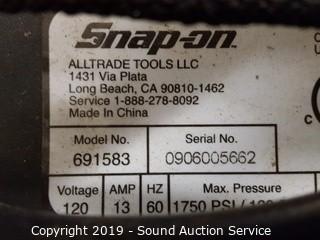 Snap-on
ALLTRADE TOOLS LLC
1431 Via Plata
Long Beach, CA 90810-1462
Service 1-888-278-8092
Made In China
Model No. Serial No.
691583 0906005662
Voltage AMP HZ Max. Pressure
120 13 60 1750 PSI /
Copyright © 2019 - Sound Auction Service